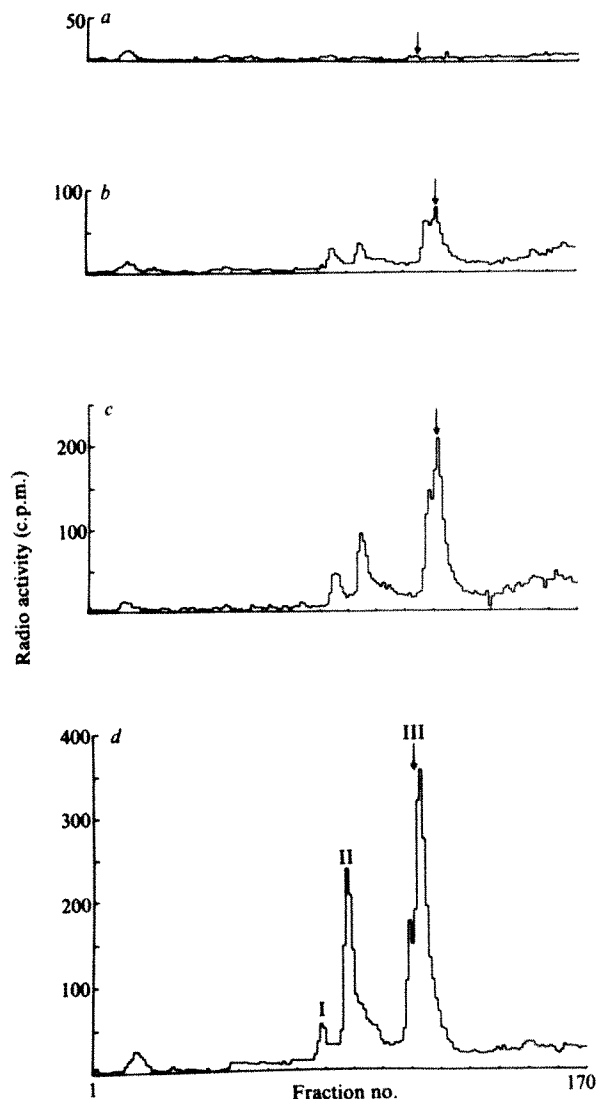 50 a
100 b
c
200
100
Radio activity (c.p.m.)
d
400
300
200
100
I
II
III
1
Fraction no.
170